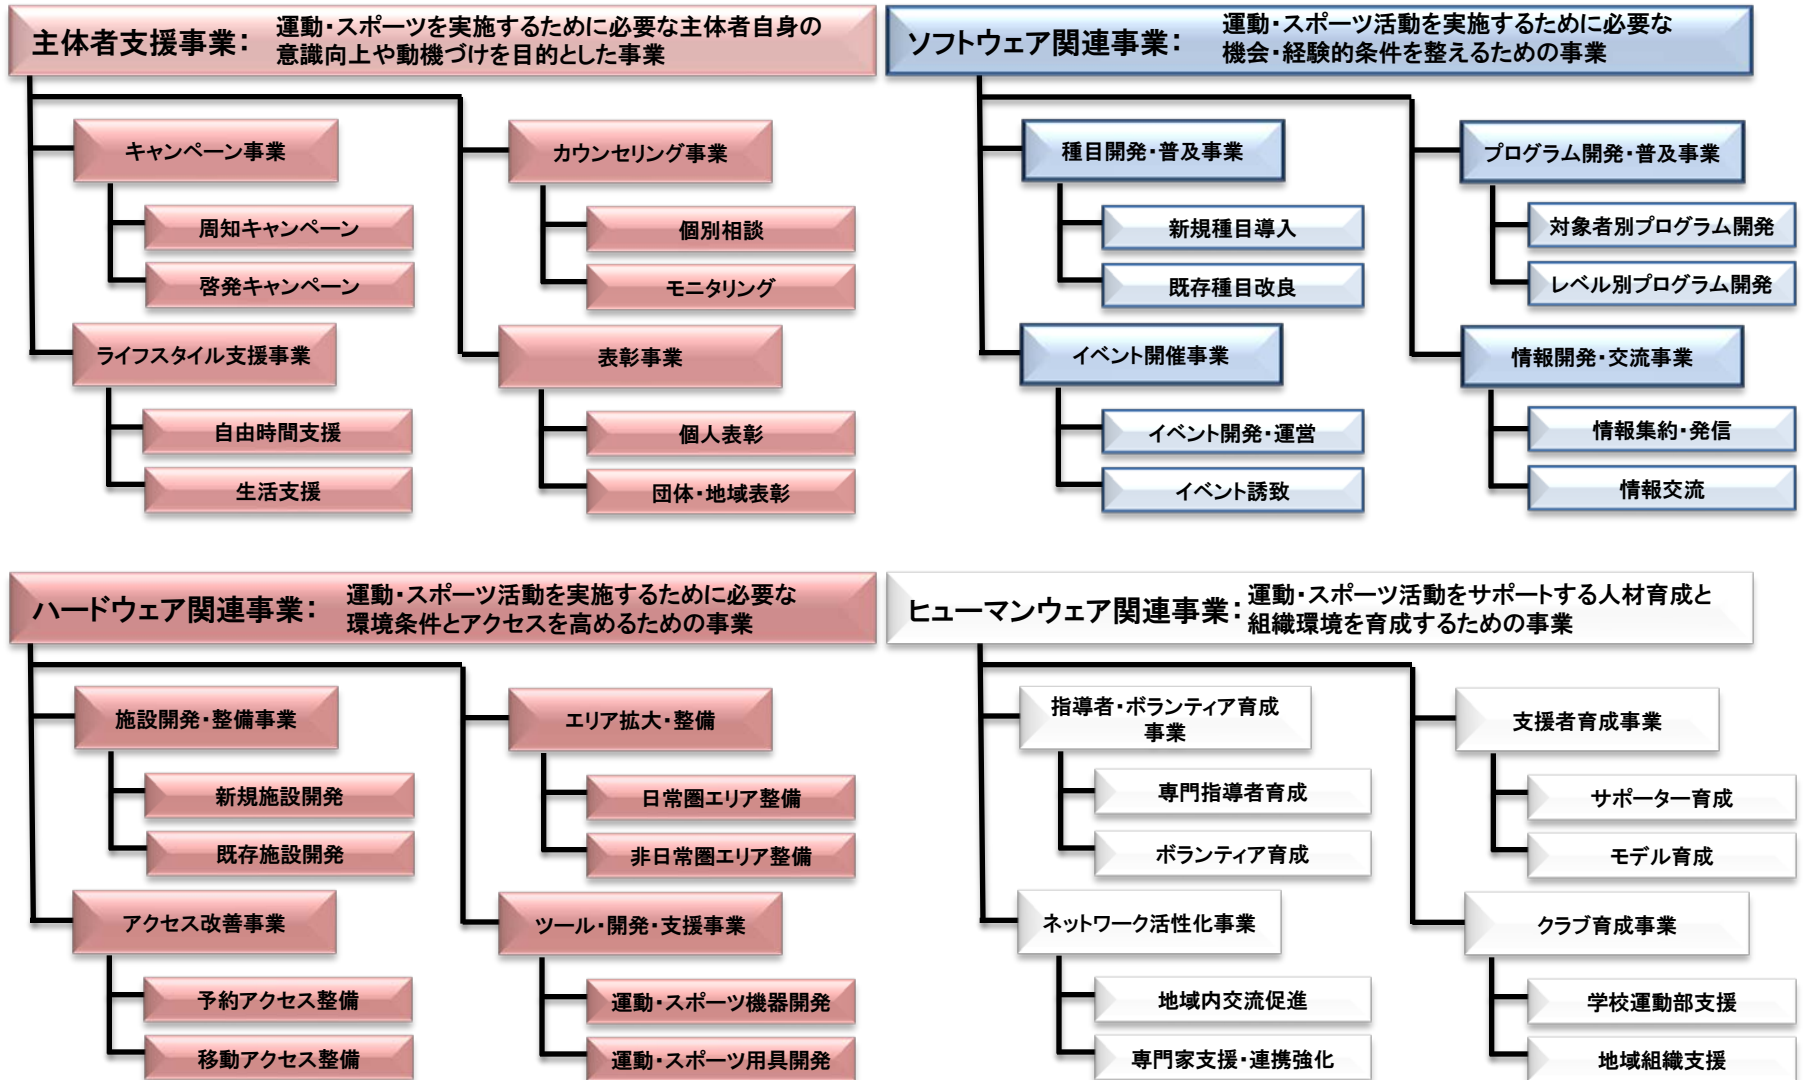 主体者支援事業：
運動・スポーツを実施するために必要な主体者自身の
意識向上や動機づけを目的とした事業
キャンペーン事業
周知キャンペーン
啓発キャンペーン
ライフスタイル支援事業
自由時間支援
生活支援
カウンセリング事業
個別相談
モニタリング
表彰事業
個人表彰
団体・地域表彰
ソフトウェア関連事業：
運動・スポーツ活動を実施するために必要な
機会・経験的条件を整えるための事業
種目開発・普及事業
新規種目導入
既存種目改良
イベント開催事業
イベント開発・運営
イベント誘致
プログラム開発・普及事業
対象者別プログラム開発
レベル別プログラム開発
情報開発・交流事業
情報集約・発信
情報交流
ハードウェア関連事業：
運動・スポーツ活動を実施するために必要な
環境条件とアクセスを高めるための事業
施設開発・整備事業
新規施設開発
既存施設開発
アクセス改善事業
予約アクセス整備
移動アクセス整備
エリア拡大・整備
日常圏エリア整備
非日常圏エリア整備
ツール・開発・支援事業
運動・スポーツ機器開発
運動・スポーツ用具開発
ヒューマンウェア関連事業：
運動・スポーツ活動をサポートする人材育成と
組織環境を育成するための事業
指導者・ボランティア育成
事業
専門指導者育成
ボランティア育成
ネットワーク活性化事業
地域内交流促進
専門家支援・連携強化
支援者育成事業
サポーター育成
モデル育成
クラブ育成事業
学校運動部支援
地域組織支援